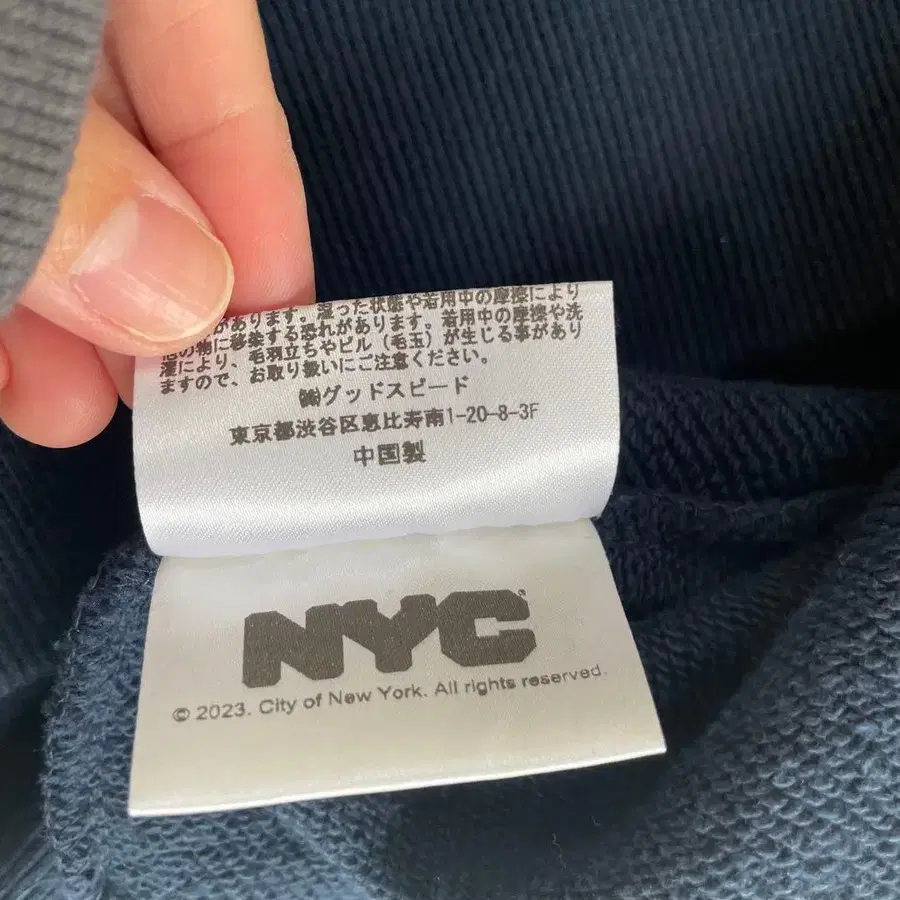 があります。湿った状態や着用中の摩擦により
他の物に移染する恐れがあります。着用中の摩擦や洗
濯により、毛羽立ちやピル（毛玉）が生じる事があり
ますので、お取り扱いにご注意ください。
㈱グッドスピード
東京都渋谷区恵比寿南1-20-8-3F
中国製
NYC
© 2023. City of New York. All rights reserved.